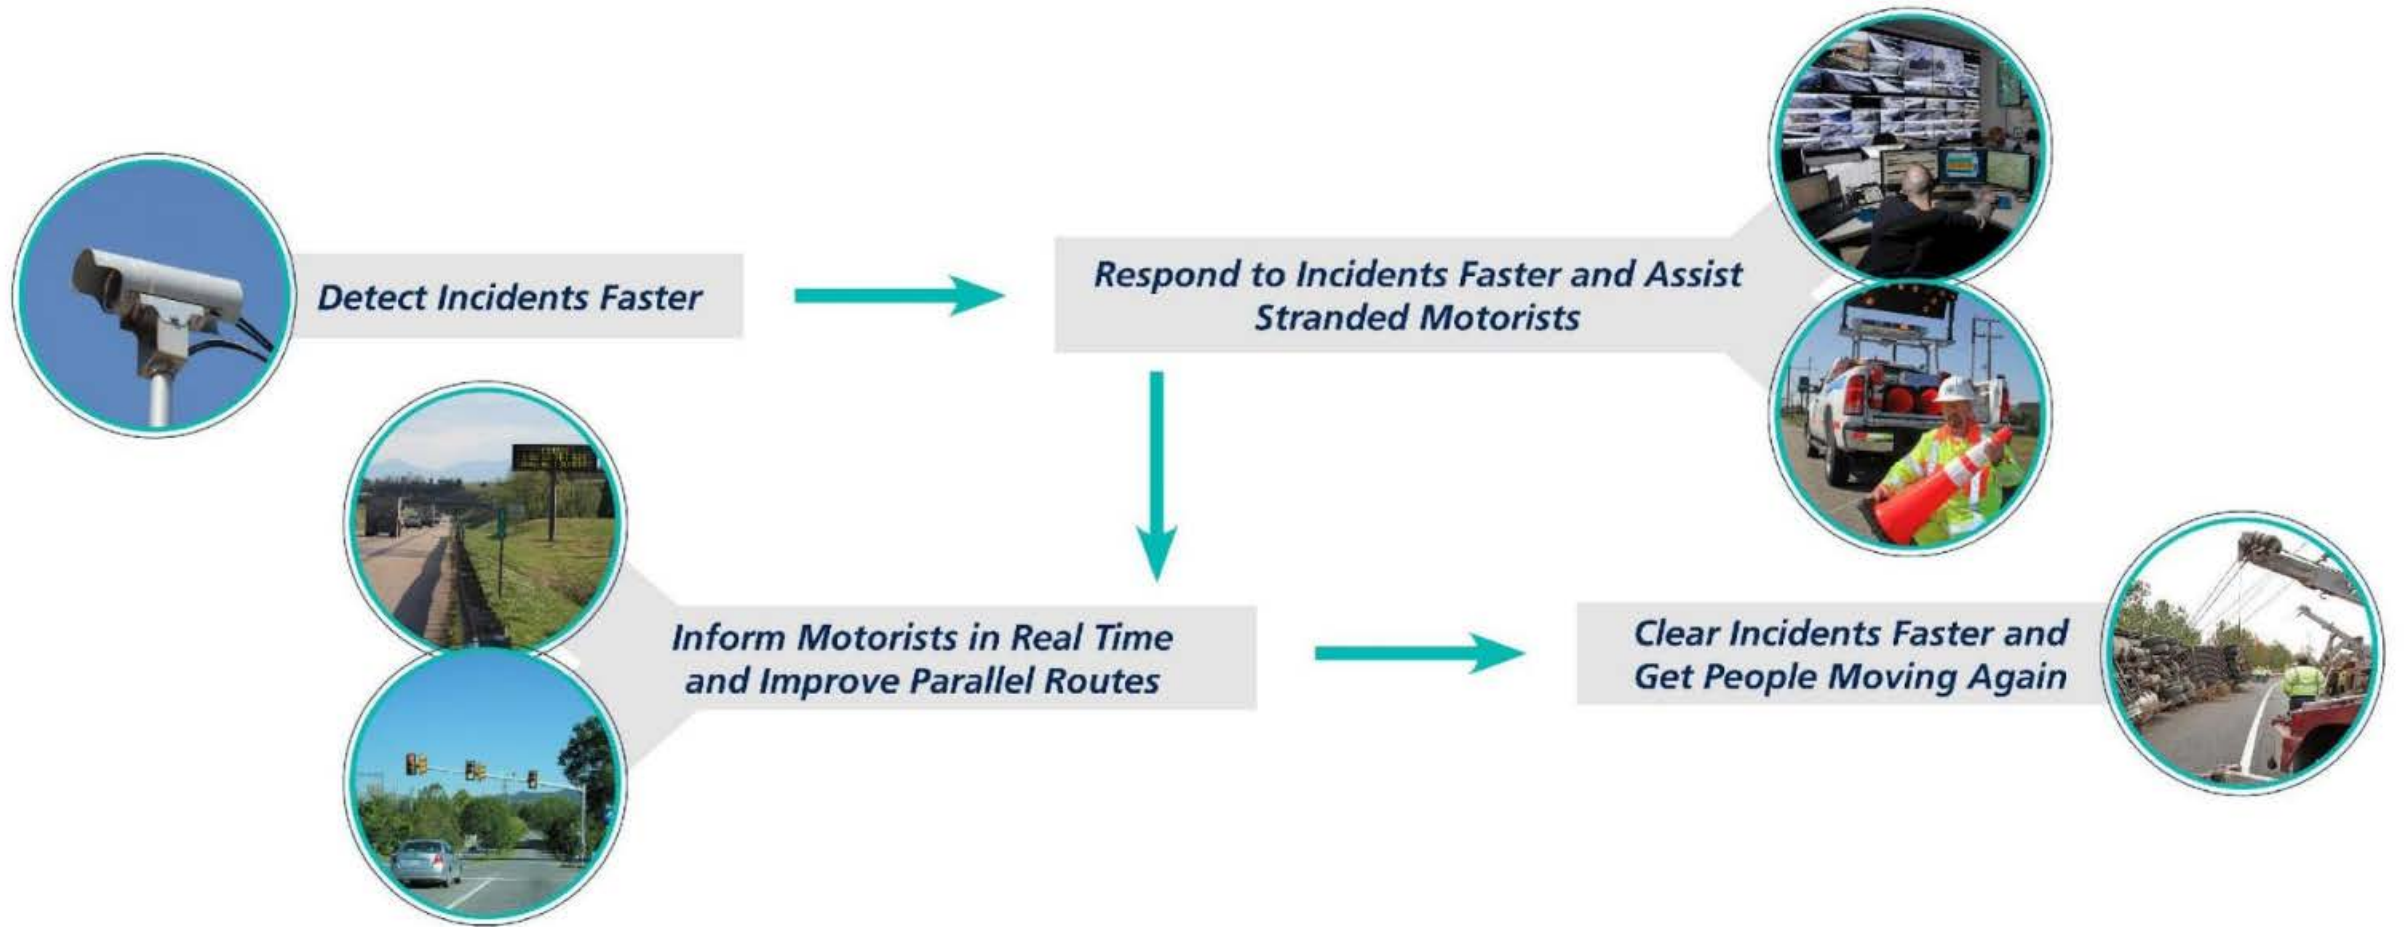 Detect Incidents Faster
Respond to Incidents Faster and Assist
Stranded Motorists
Inform Motorists in Real Time
and Improve Parallel Routes
Clear Incidents Faster and
Get People Moving Again